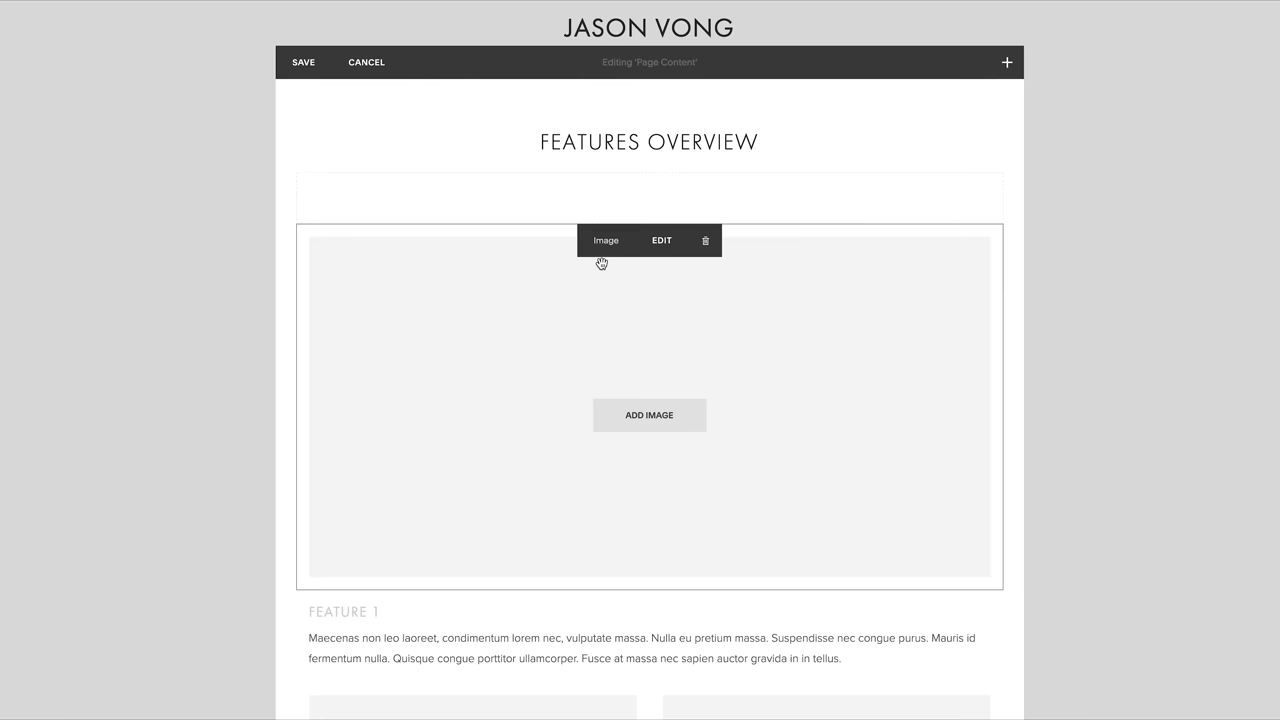 JASON VONG
SAVE CANCEL Editing 'Page Content' +
FEATURES OVERVIEW
Image EDIT
ADD IMAGE
FEATURE 1
Maecenas non leo laoreet, condimentum lorem nec, vulputate massa. Nulla eu pretium massa. Suspendisse nec congue purus. Mauris id
fermentum nulla. Quisque congue porttitor ullamcorper. Fusce at massa nec sapien auctor gravida in in tellus.